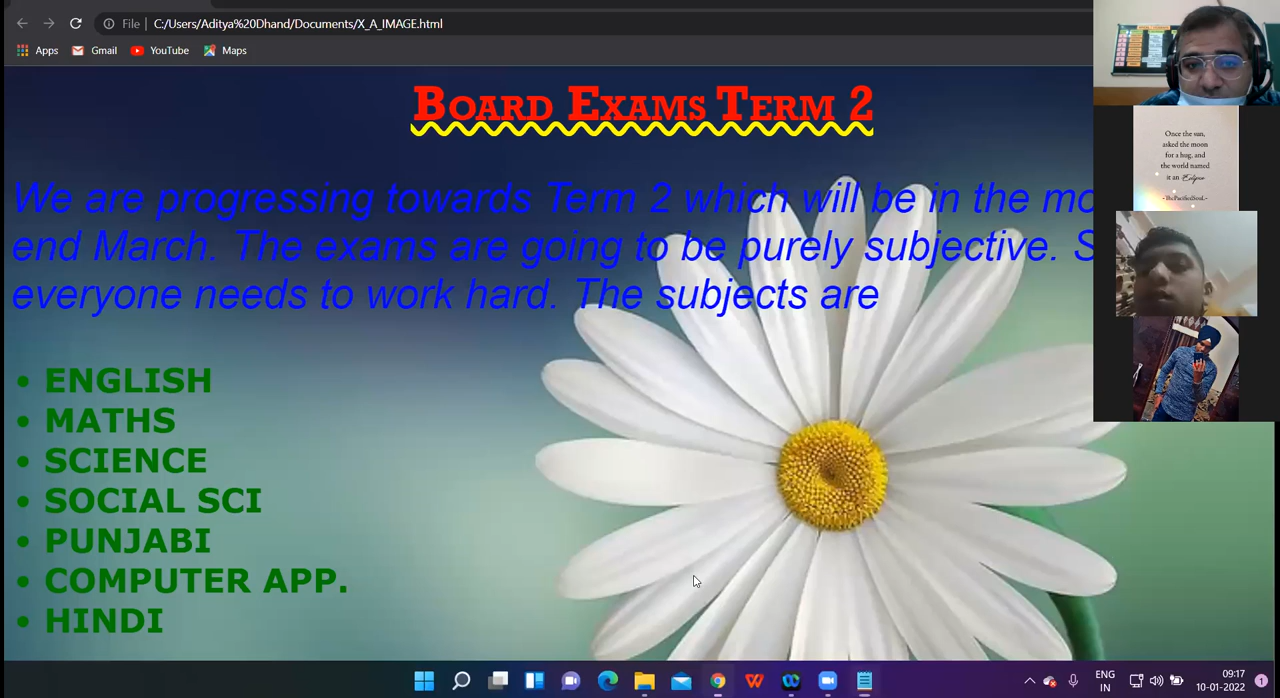 File
C:/Users/Aditya%20Dhand/Documents/X_A_IMAGE.html
Apps Gmail YouTube Maps
BOARD EXAMS TERM 2
We are progressing towards Term 2 which will be in the
end March. The exams are going to be purely subjective.
everyone needs to work hard. The subjects are
• ENGLISH
• MATHS
• SCIENCE
• SOCIAL SCI
• PUNJABI
• COMPUTER APP.
• HINDI
Once the sun,
asked the moon
for a hug, and
the world named
it an Eclipse
~ThePacifiedSoul~
ENG
IN
09:17
10-01-2022
1